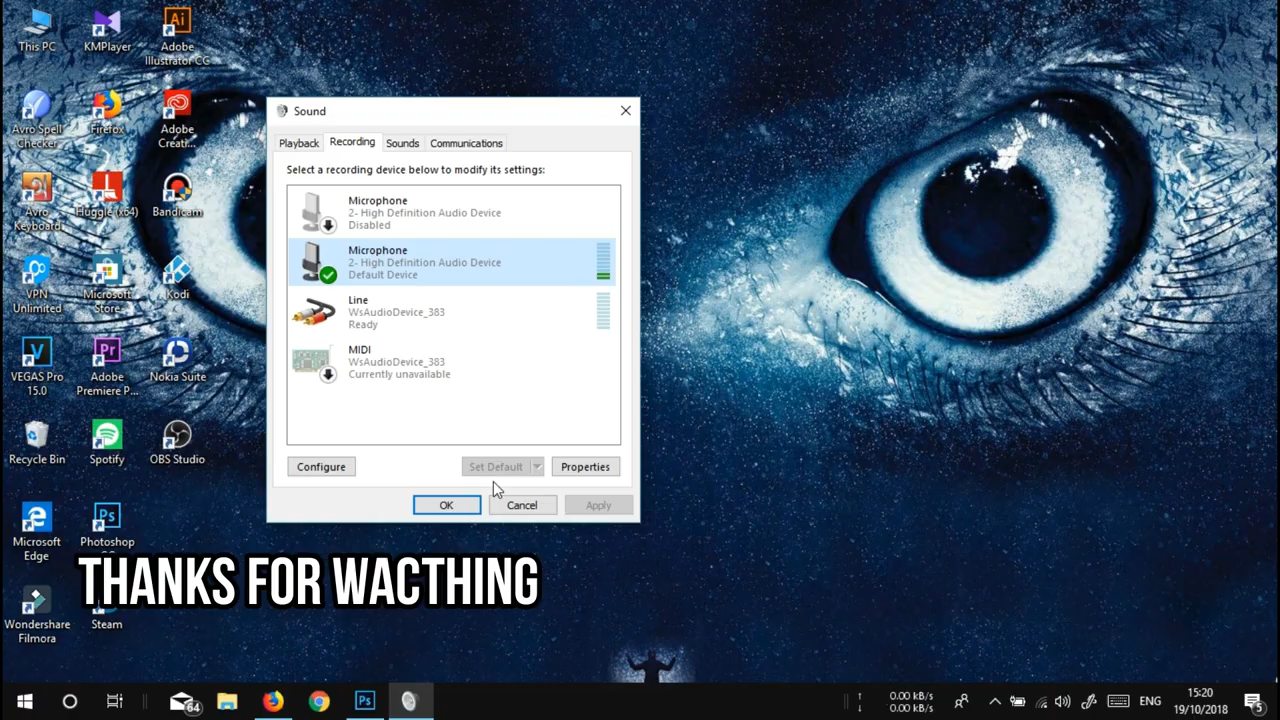 This PC
KMPlayer
Adobe
Illustrator CC
Avro Spell
Checker
Firefox
Adobe
Creati...
Avro
Keyboard
Huggle (x64)
Bandicam
VPN
Unlimited
Microsoft
Store
Kodi
VEGAS Pro
15.0
Adobe
Premiere P...
Nokia Suite
Recycle Bin
Spotify
OBS Studio
Microsoft
Edge
Photoshop
Wondershare
Filmora
Steam
Sound
Playback
Recording
Sounds
Communications
Select a recording device below to modify its settings:
Microphone
2- High Definition Audio Device
Disabled
Microphone
2- High Definition Audio Device
Default Device
Line
WsAudioDevice_383
Ready
MIDI
WsAudioDevice_383
Currently unavailable
Configure
Set Default
Properties
OK
Cancel
Apply
THANKS FOR WACTHING
64
0.00 kB/s
0.00 kB/s
ENG
15:20
19/10/2018
5